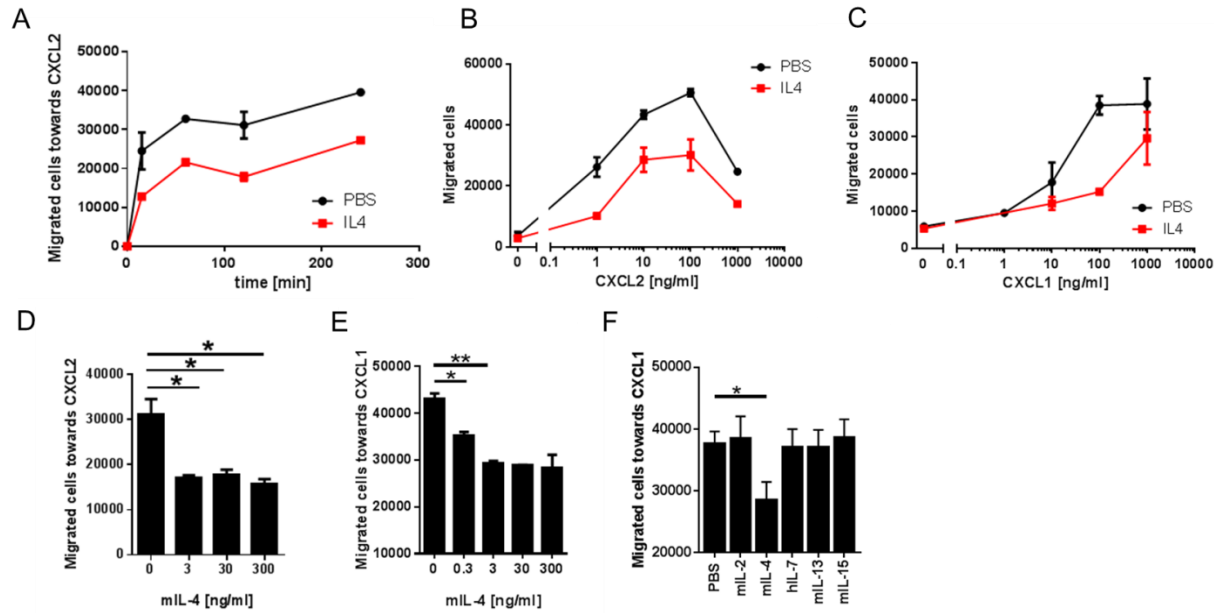 A
Migrated cells towards CXCL2
50000
40000
30000
20000
10000
0
0
100
200
300
time [min]
PBS
IL4
B
Migrated cells
60000
40000
20000
0
0
0.1
1
10
100
1000
10000
CXCL2 [ng/ml]
PBS
IL4
C
Migrated cells
50000
40000
30000
20000
10000
0
0
0.1
1
10
100
1000
10000
CXCL1 [ng/ml]
PBS
IL4
D
Migrated cells towards CXCL2
40000
30000
20000
10000
0
*
*
*
0
3
30
300
mIL-4 [ng/ml]
E
Migrated cells towards CXCL1
50000
40000
30000
20000
10000
**
*
0
0.3
3
30
300
mIL-4 [ng/ml]
F
Migrated cells towards CXCL1
50000
40000
30000
20000
*
PBS
mIL-2
mIL-4
hIL-7
mIL-13
mIL-15